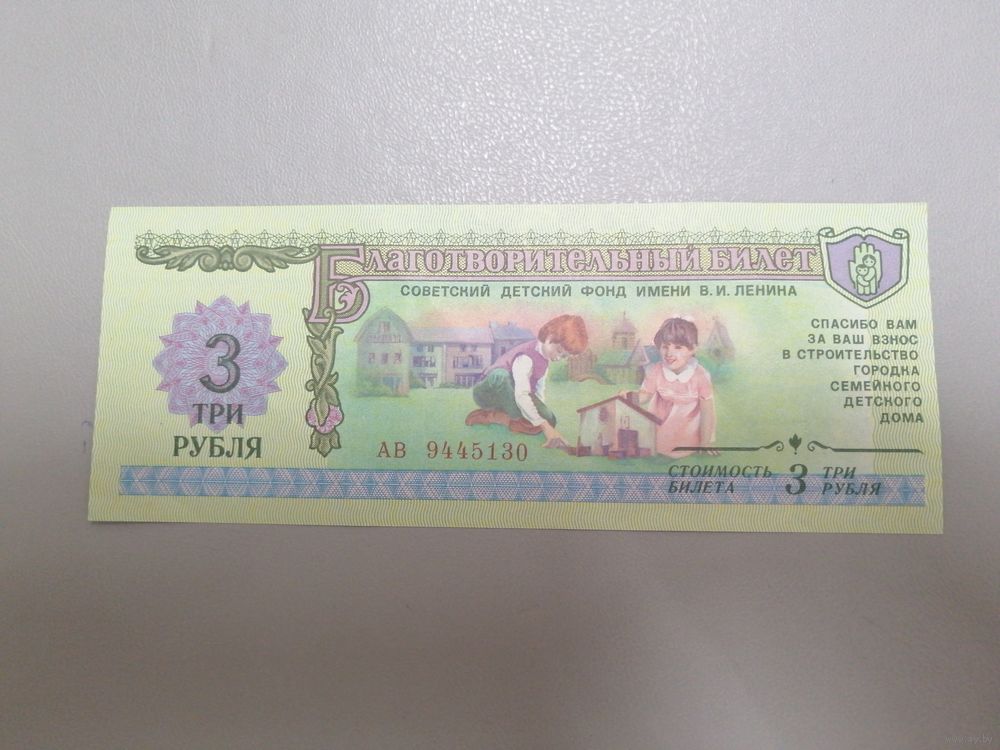 Благотворительный билет
СОВЕТСКИЙ ДЕТСКИЙ ФОНД ИМЕНИ В.И. ЛЕНИНА
3
ТРИ
РУБЛЯ
СПАСИБО ВАМ
ЗА ВАШ ВЗНОС
В СТРОИТЕЛЬСТВО
ГОРОДКА
СЕМЕЙНОГО
ДЕТСКОГО
ДОМА
АВ 9445130
СТОИМОСТЬ
БИЛЕТА
3
ТРИ
РУБЛЯ